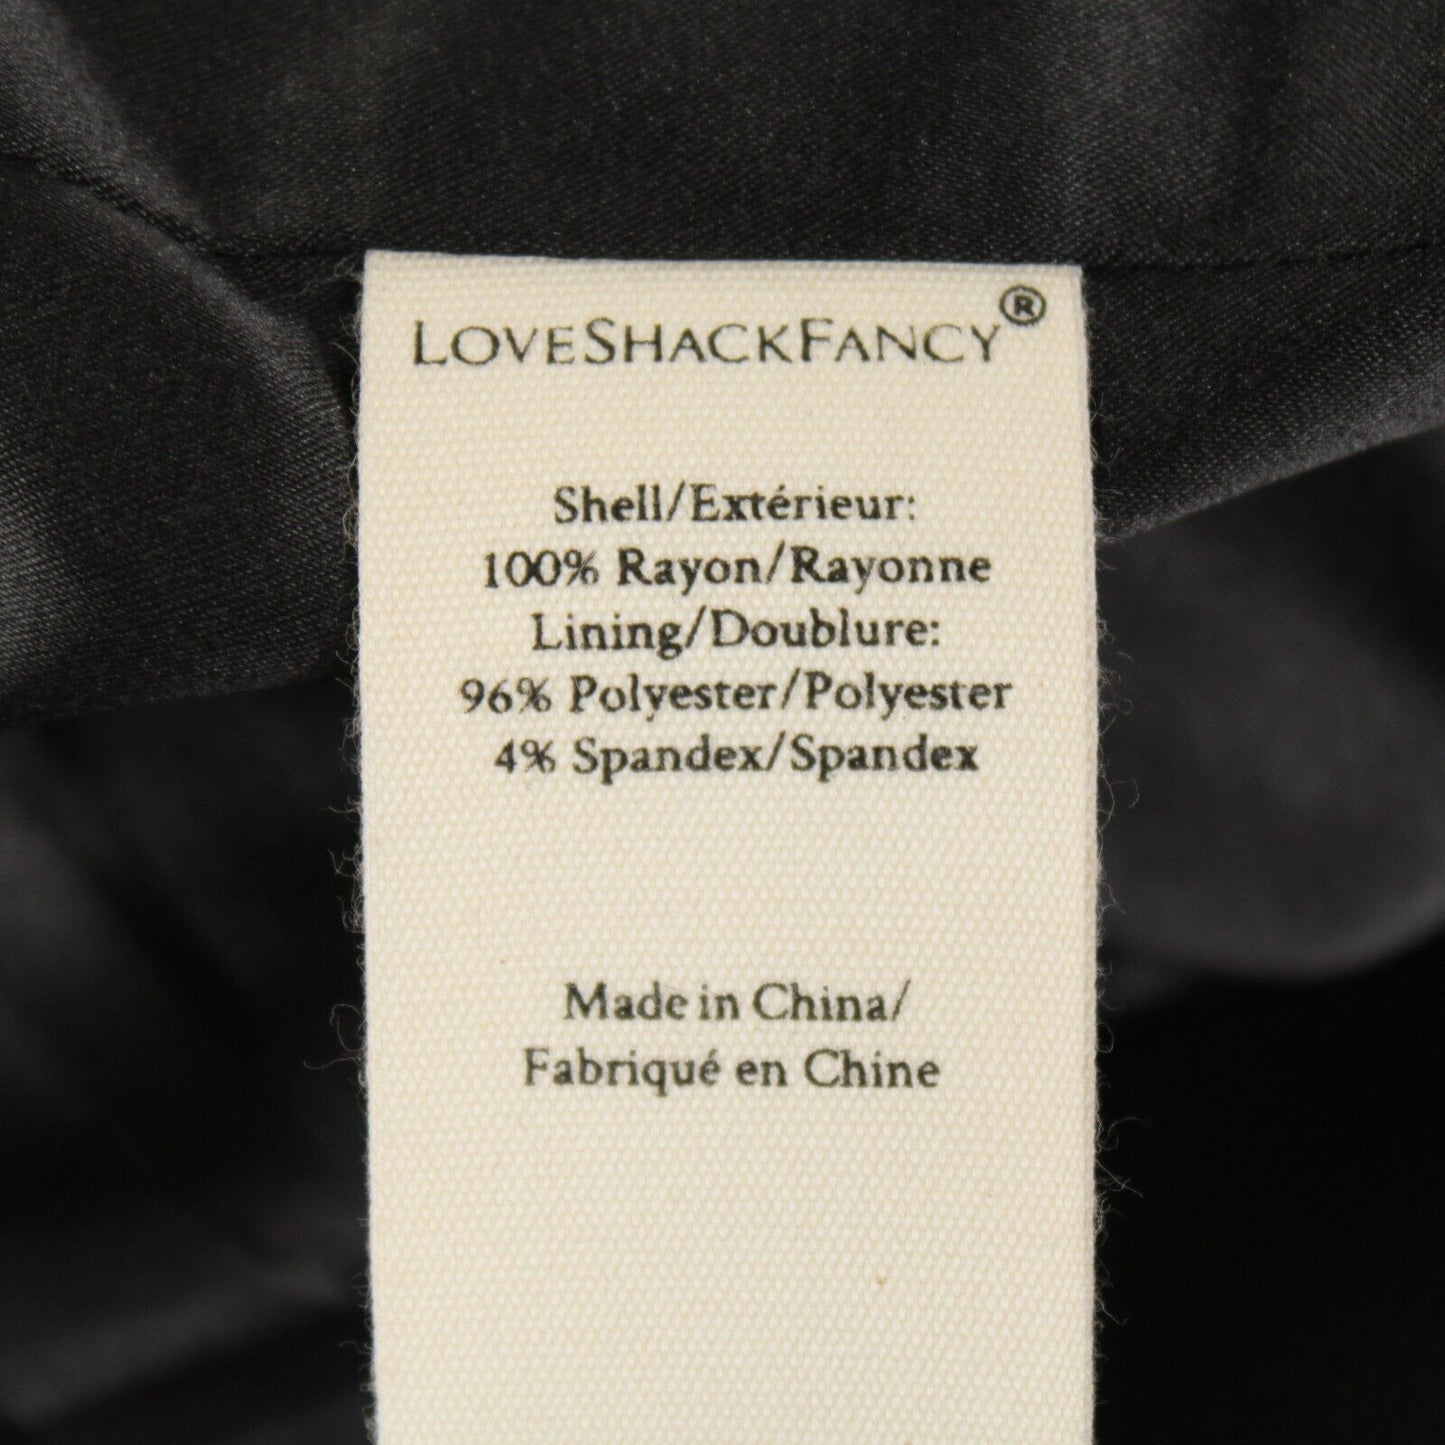 LOVESHACKFANCY®
Shell/Extérieur:
100% Rayon/Rayonne
Lining/Doublure:
96% Polyester/Polyester
4% Spandex/Spandex
Made in China/
Fabriqué en Chine